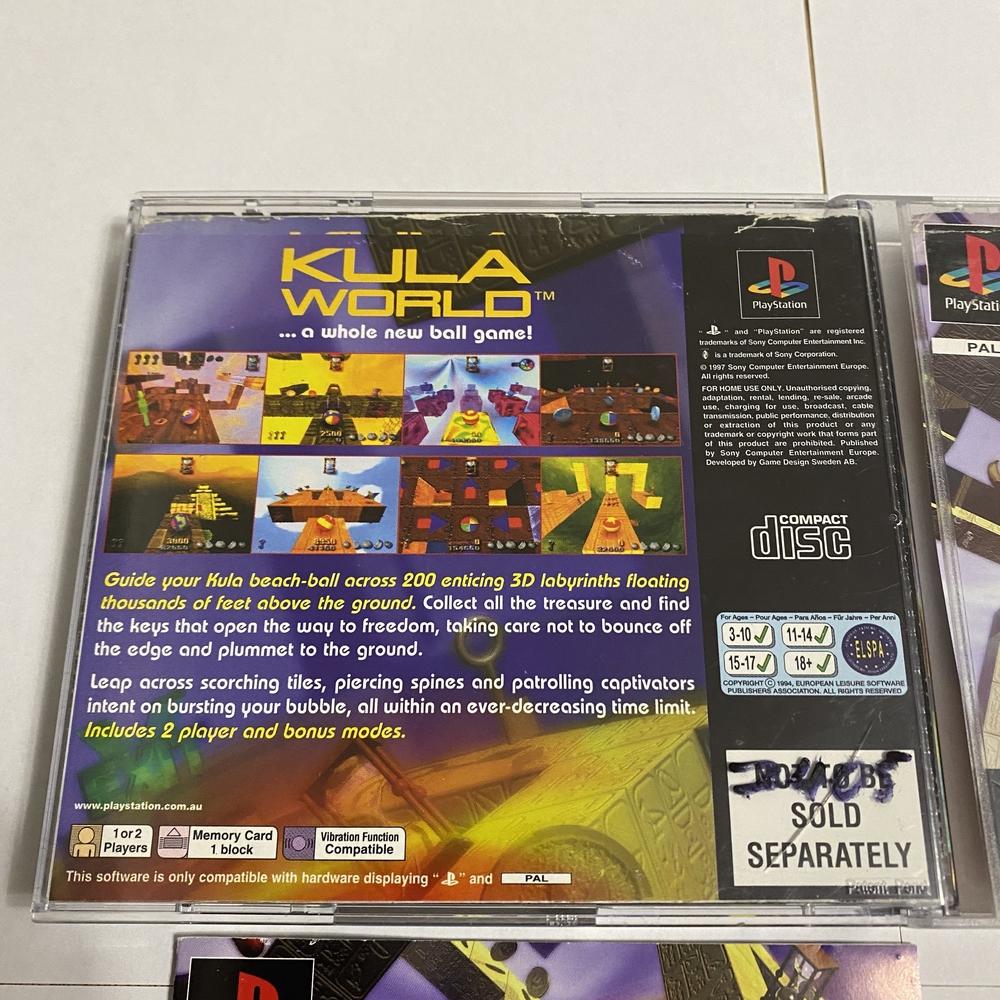 KULA
WORLD™
... a whole new ball game!
Guide your Kula beach-ball across 200 enticing 3D labyrinths floating
thousands of feet above the ground. Collect all the treasure and find
the keys that open the way to freedom, taking care not to bounce off
the edge and plummet to the ground.
Leap across scorching tiles, piercing spines and patrolling captivators
intent on bursting your bubble, all within an ever-decreasing time limit.
Includes 2 player and bonus modes.
EXIT
www.playstation.com.au
1 or 2
Players
Memory Card
1 block
Vibration Function
Compatible
This software is only compatible with hardware displaying " " and PAL
PlayStation
" " and "PlayStation" are registered
trademarks of Sony Computer Entertainment Inc.
is a trademark of Sony Corporation.
© 1997 Sony Computer Entertainment Europe.
All rights reserved.
FOR HOME USE ONLY. Unauthorised copying,
adaptation, rental, lending, re-sale, arcade
use, charging for use, broadcast, cable
transmission, public performance, distribution
or extraction of this product or any
trademark or copyright work that forms part
of this product are prohibited. Published
by Sony Computer Entertainment Europe.
Developed by Game Design Sweden AB.
COMPACT
disc
For Ages – Pour Ages – Para Años – Für Jahre – Per Anni
3-10 11-14
15-17 18+
ELSPA
COPYRIGHT © 1994, EUROPEAN LEISURE SOFTWARE
PUBLISHERS ASSOCIATION. ALL RIGHTS RESERVED
NOT TO BE
SOLD
SEPARATELY
PAL